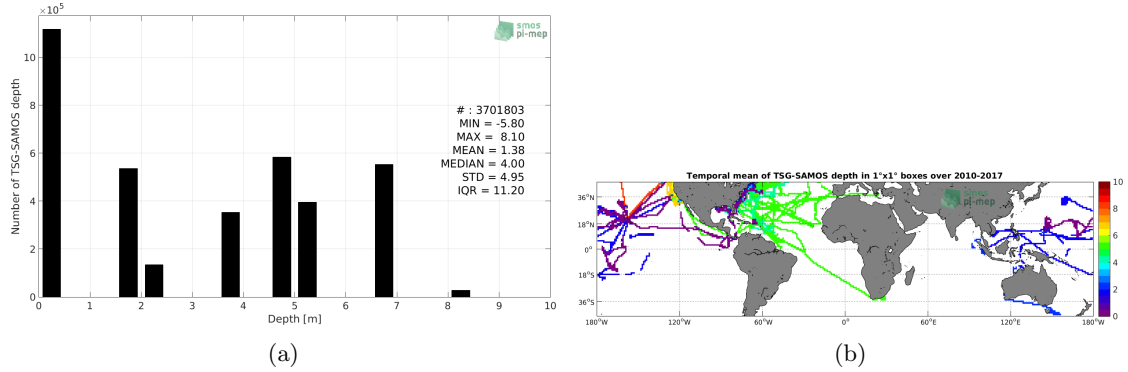 ×10⁵
smos
pi-mep
10
8
6
4
2
0
Number of TSG-SAMOS depth
# : 3701803
MIN = -5.80
MAX = 8.10
MEAN = 1.38
MEDIAN = 4.00
STD = 4.95
IQR = 11.20
0 1 2 3 4 5 6 7 8 9 10
Depth [m]
(a)
Temporal mean of TSG-SAMOS depth in 1°x1° boxes over 2010-2017
smos
pi-mep
36°N
18°N
0°
18°S
36°S
180°W 120°W 60°W 0° 60°E 120°E 180°E
10
8
6
4
2
0
(b)